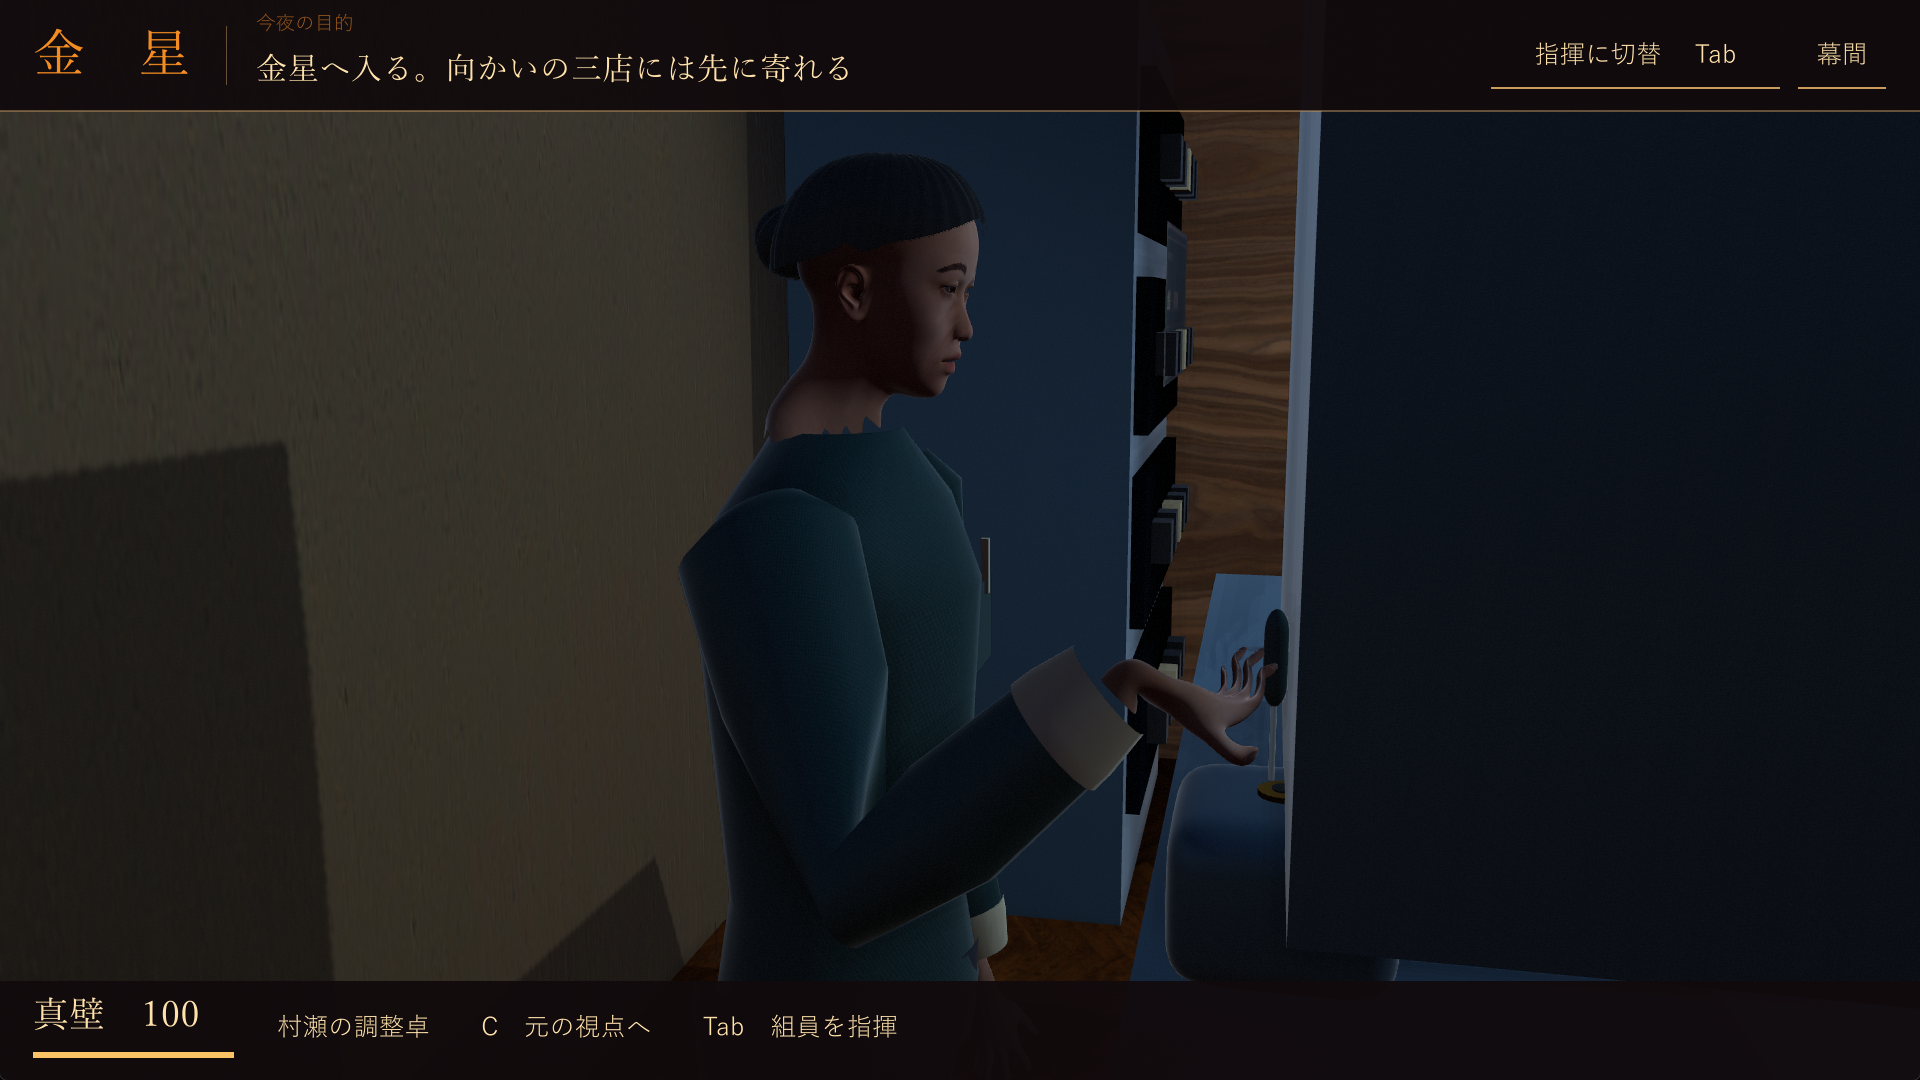 金 星
今夜の目的
金星へ入る。向かいの三店には先に寄れる
指揮に切替 Tab
幕間
真壁 100
村瀬の調整卓 C 元の視点へ Tab 組員を指揮